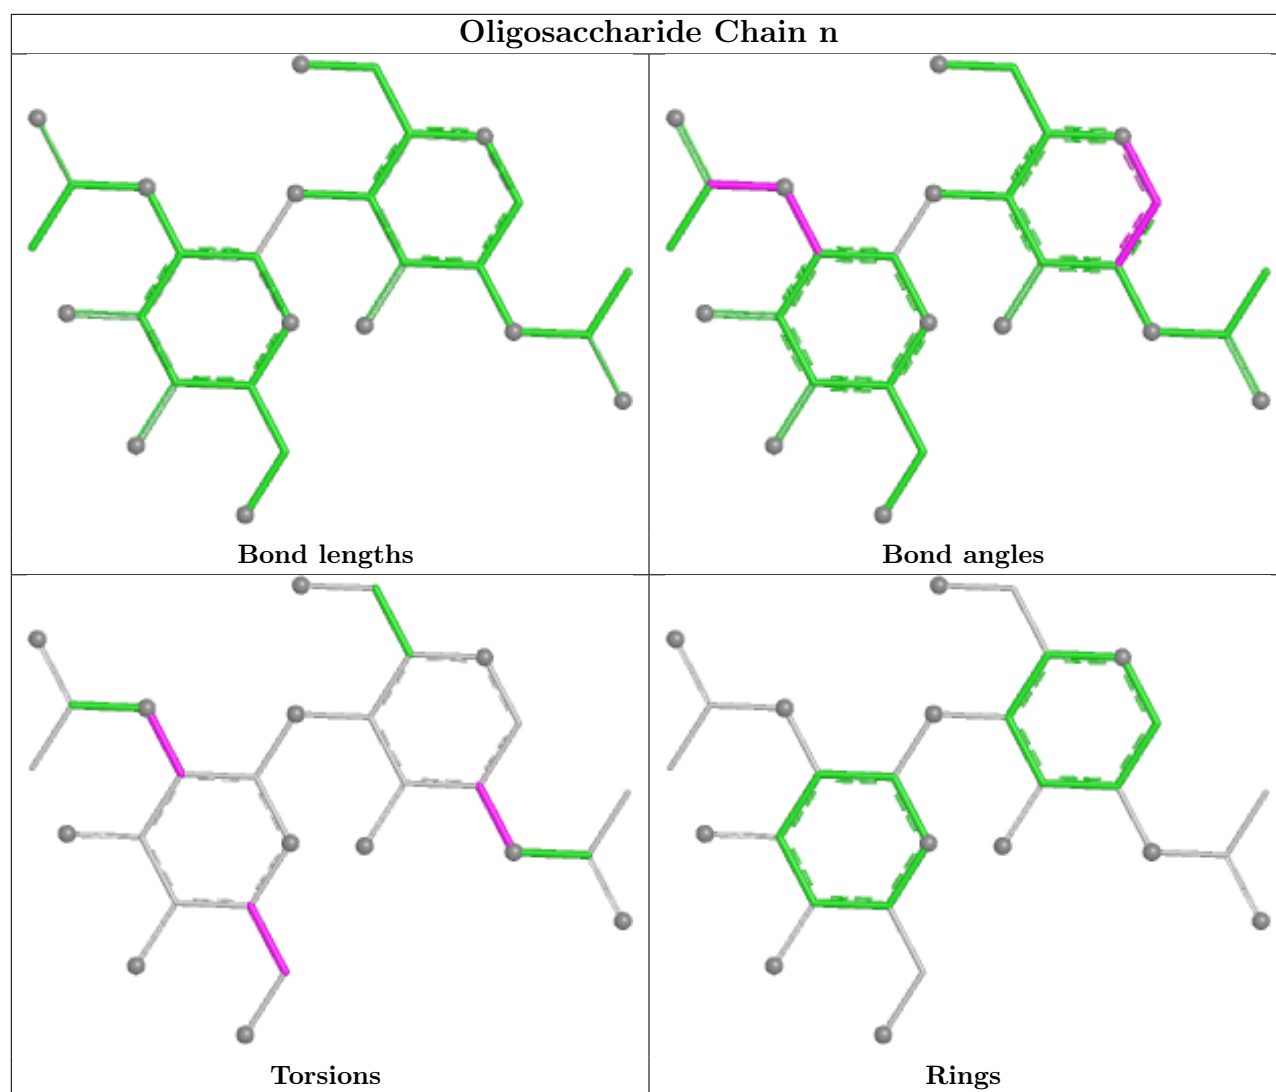 Oligosaccharide Chain n
Bond lengths
Bond angles
Torsions
Rings